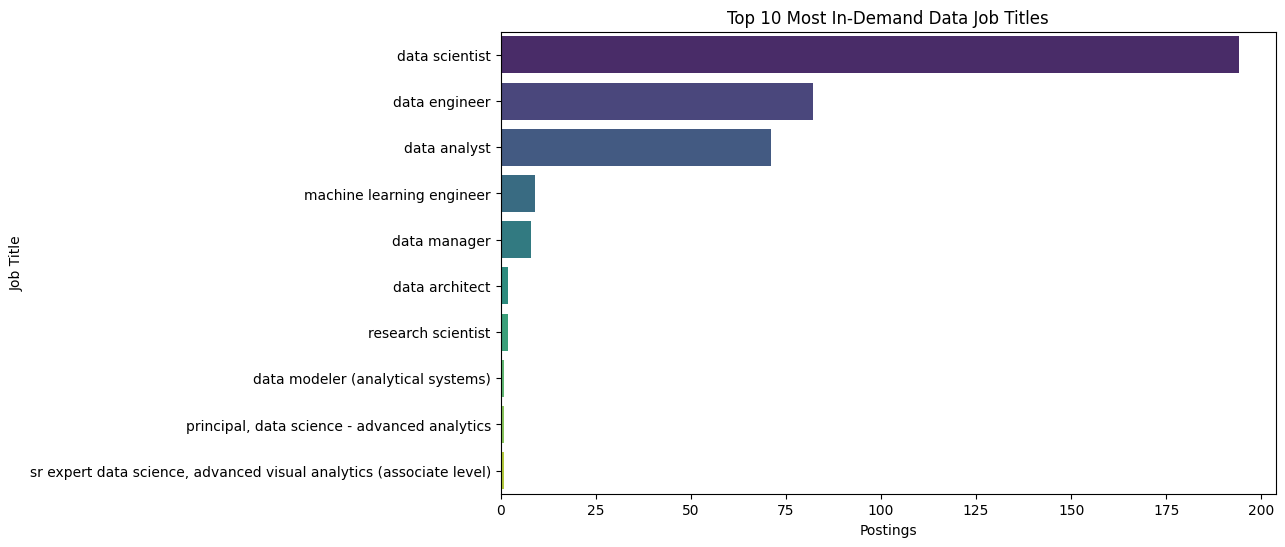 Top 10 Most In-Demand Data Job Titles
data scientist
data engineer
data analyst
machine learning engineer
data manager
data architect
research scientist
data modeler (analytical systems)
principal, data science - advanced analytics
sr expert data science, advanced visual analytics (associate level)
Job Title
0 25 50 75 100 125 150 175 200
Postings